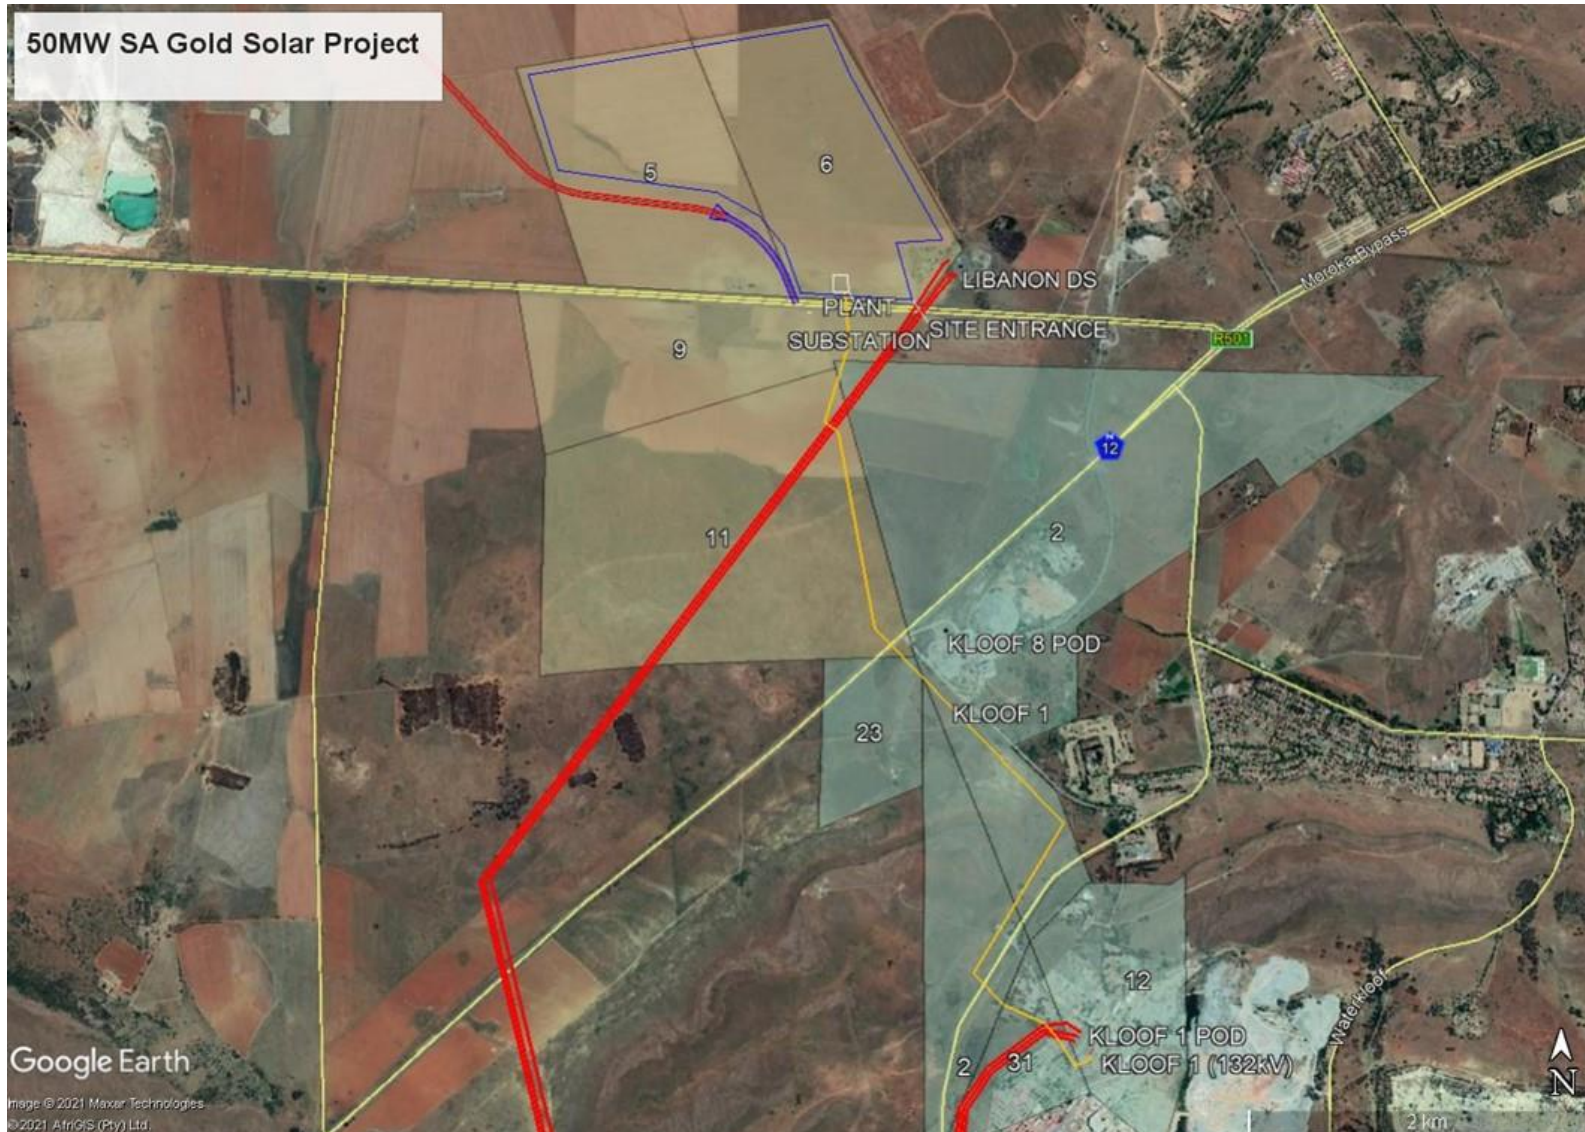 50MW SA Gold Solar Project
5
6
LIBANON DS
Moroka Bypass
PLANT
SUBSTATION
SITE ENTRANCE
R501
9
12
11
2
KLOOF 8 POD
KLOOF 1
23
12
Waterkloof
KLOOF 1 POD
2
31
KLOOF 1 (132kV)
Google Earth
N
Image © 2021 Maxar Technologies
© 2021 AfriGIS (Pty) Ltd.
2 km